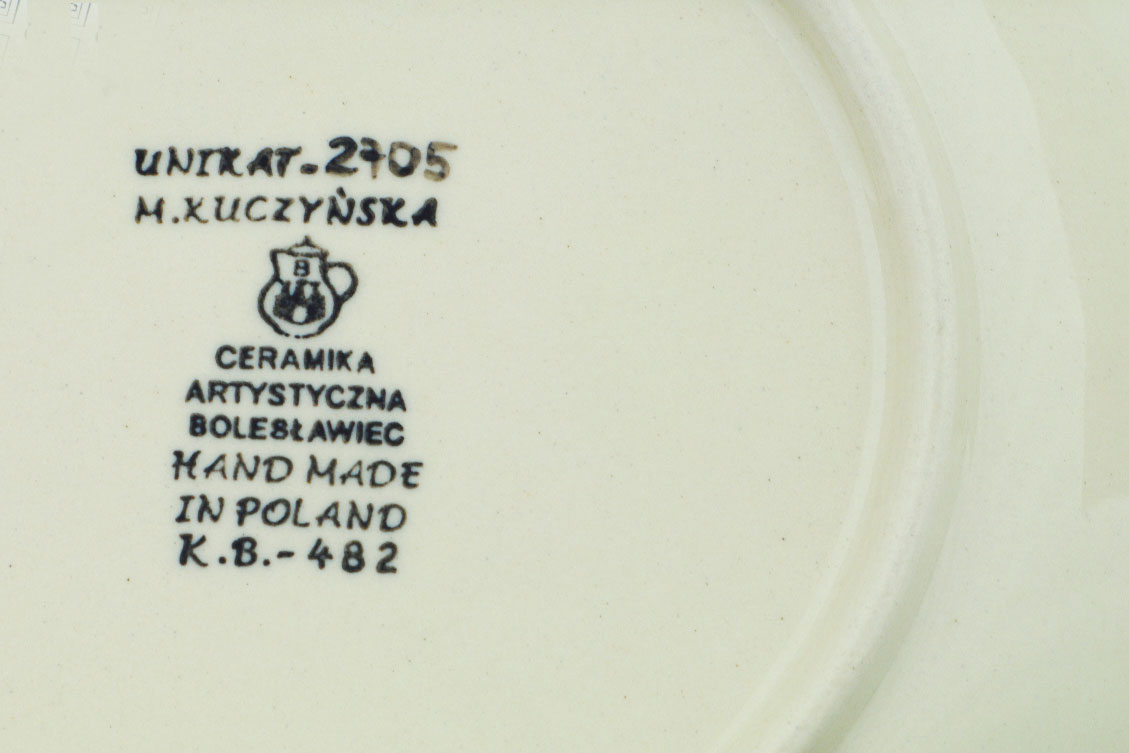 UNIKAT-2705
M.KUCZYŃSKA
B
CERAMIKA
ARTYSTYCZNA
BOLESŁAWIEC
HAND MADE
IN POLAND
K.B.-482